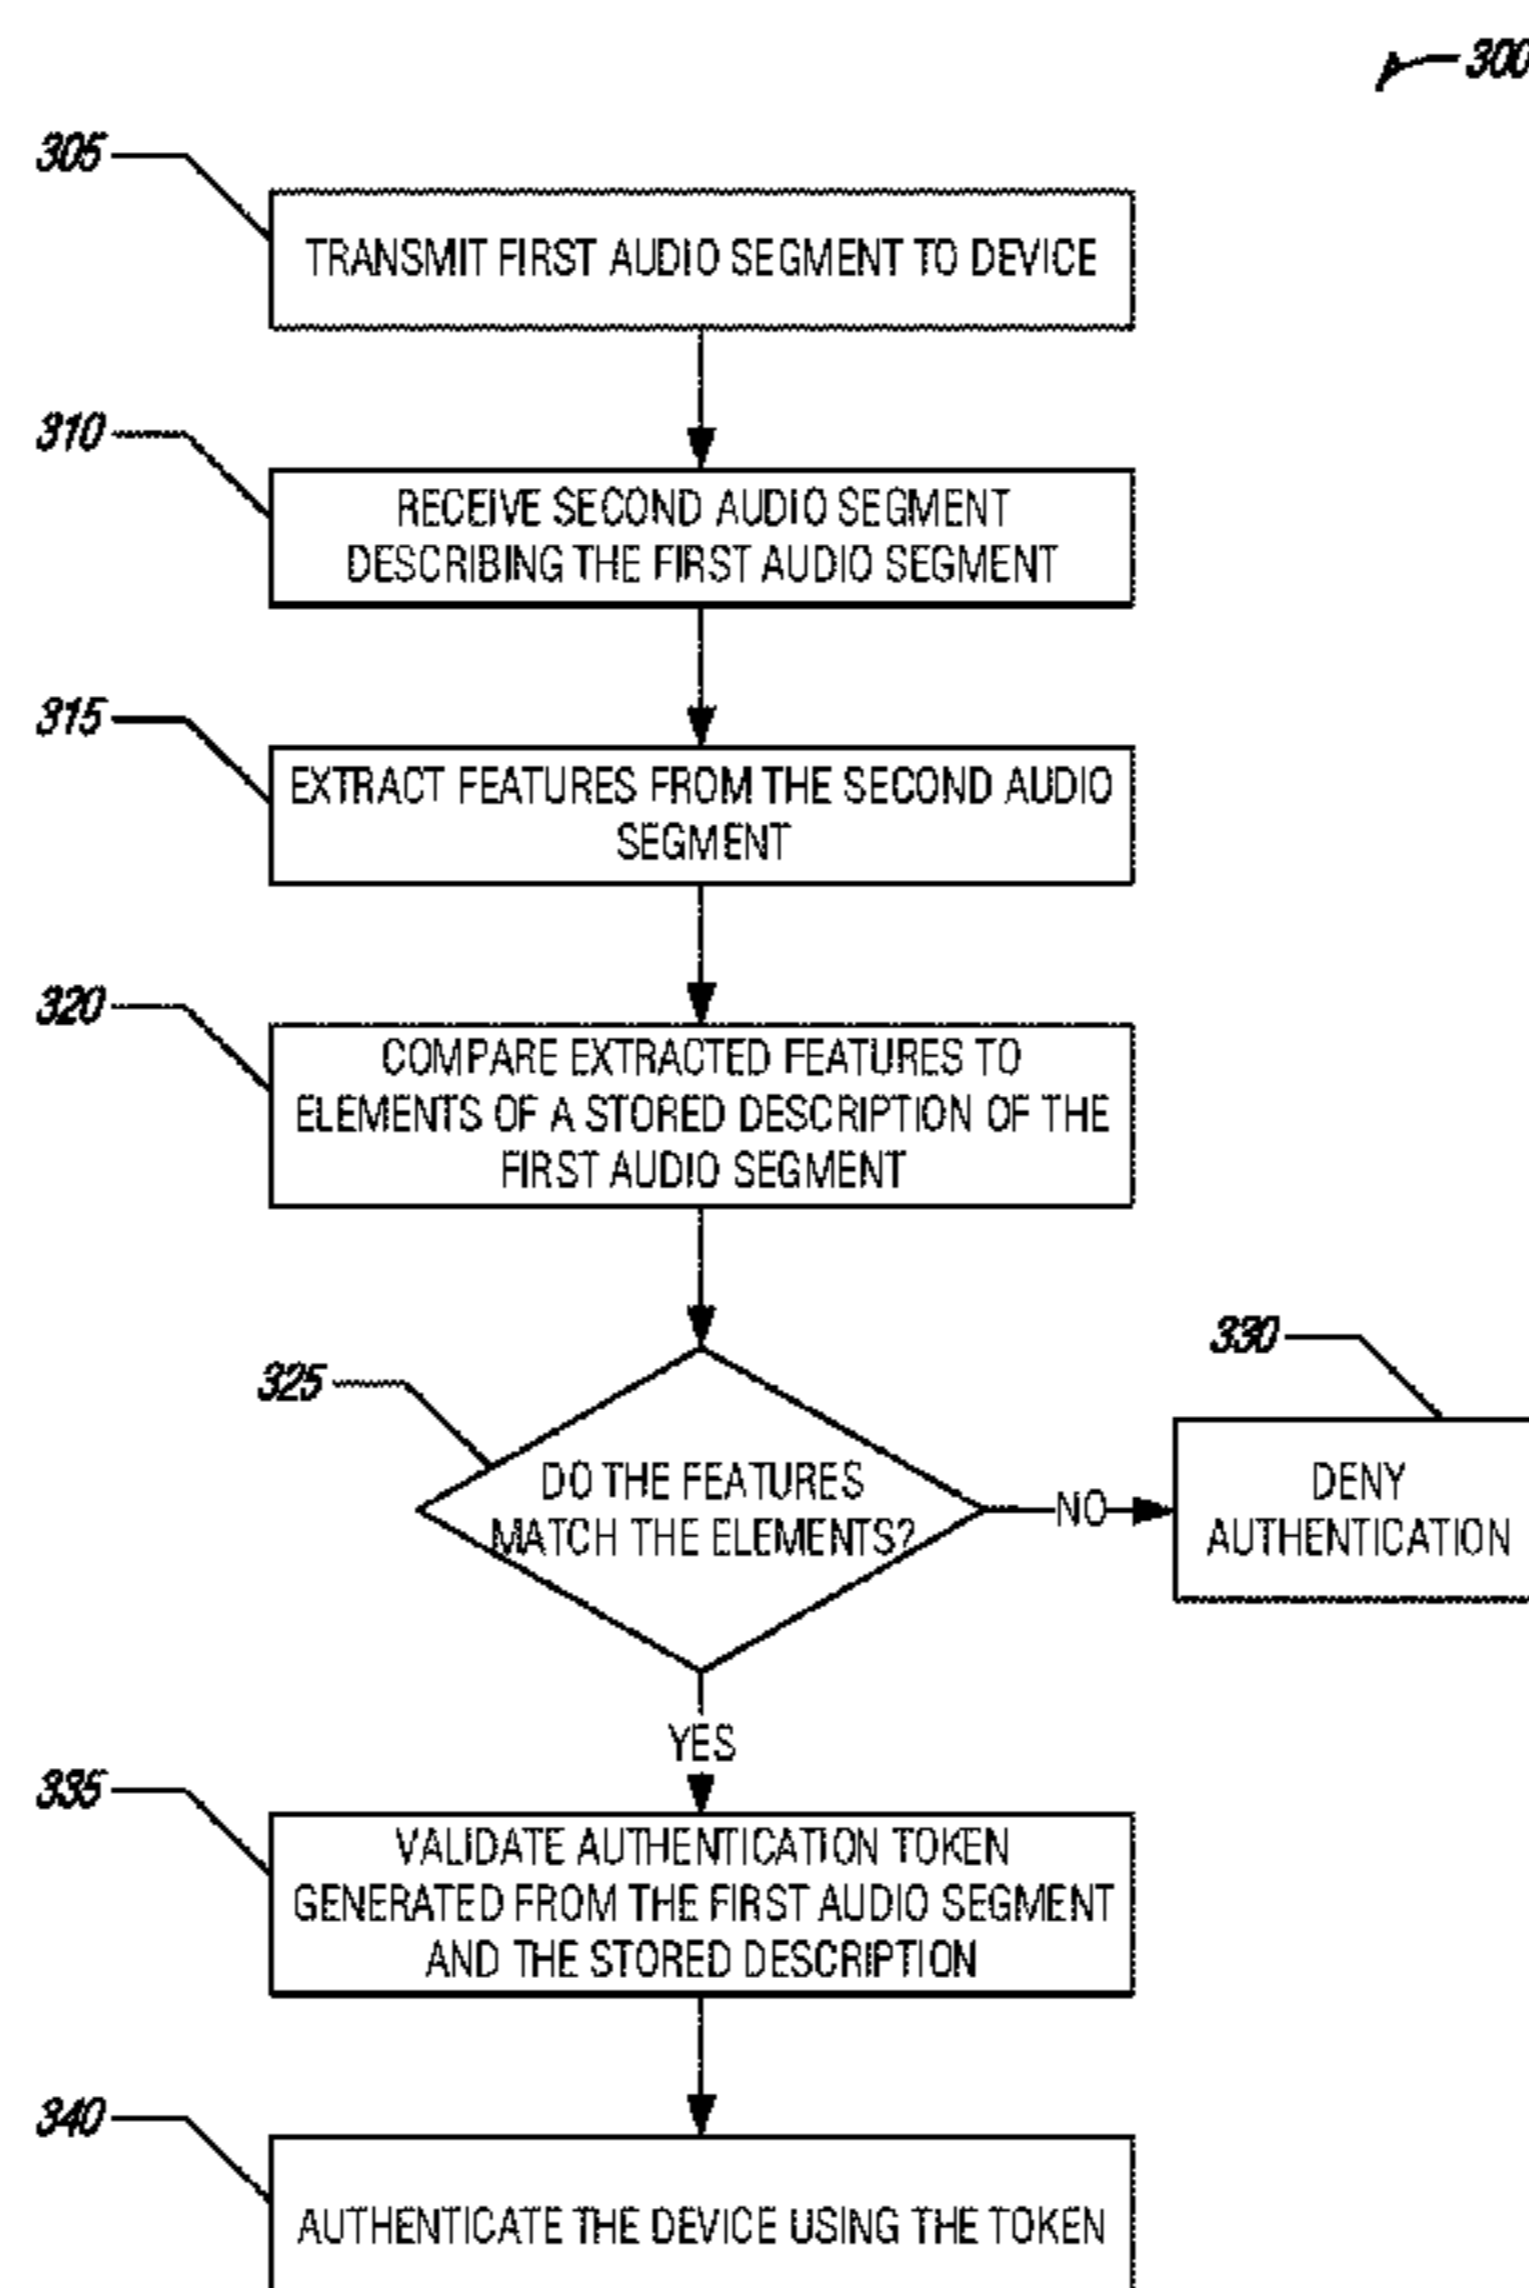 300
305
TRANSMIT FIRST AUDIO SEGMENT TO DEVICE
310
RECEIVE SECOND AUDIO SEGMENT
DESCRIBING THE FIRST AUDIO SEGMENT
315
EXTRACT FEATURES FROM THE SECOND AUDIO
SEGMENT
320
COMPARE EXTRACTED FEATURES TO
ELEMENTS OF A STORED DESCRIPTION OF THE
FIRST AUDIO SEGMENT
325
DO THE FEATURES
MATCH THE ELEMENTS?
NO
330
DENY
AUTHENTICATION
YES
335
VALIDATE AUTHENTICATION TOKEN
GENERATED FROM THE FIRST AUDIO SEGMENT
AND THE STORED DESCRIPTION
340
AUTHENTICATE THE DEVICE USING THE TOKEN